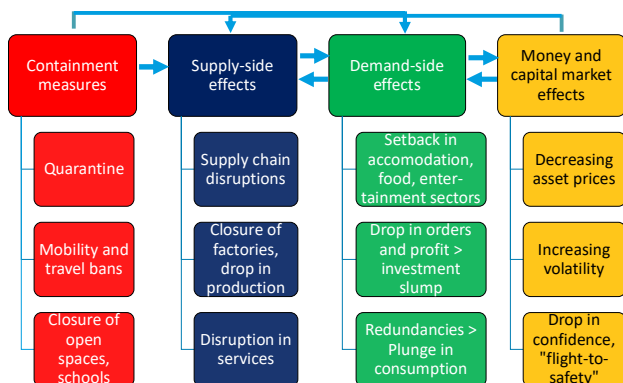 Containment
measures
Supply-side
effects
Demand-side
effects
Money and
capital market
effects
Quarantine
Supply chain
disruptions
Setback in
accomodation,
food, enter-
tainment sectors
Decreasing
asset prices
Mobility and
travel bans
Closure of
factories,
drop in
production
Drop in orders
and profit >
investment
slump
Increasing
volatility
Closure of
open
spaces,
schools
Disruption in
services
Redundancies >
Plunge in
consumption
Drop in
confidence,
"flight-to-
safety"